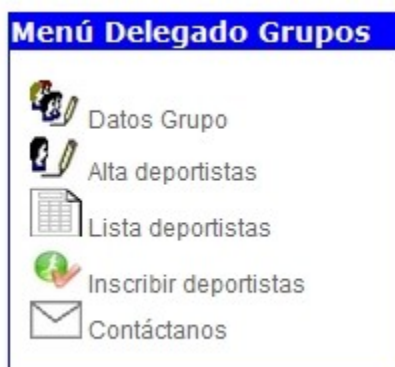 Menú Delegado Grupos
Datos Grupo
Alta deportistas
Lista deportistas
Inscribir deportistas
Contáctanos